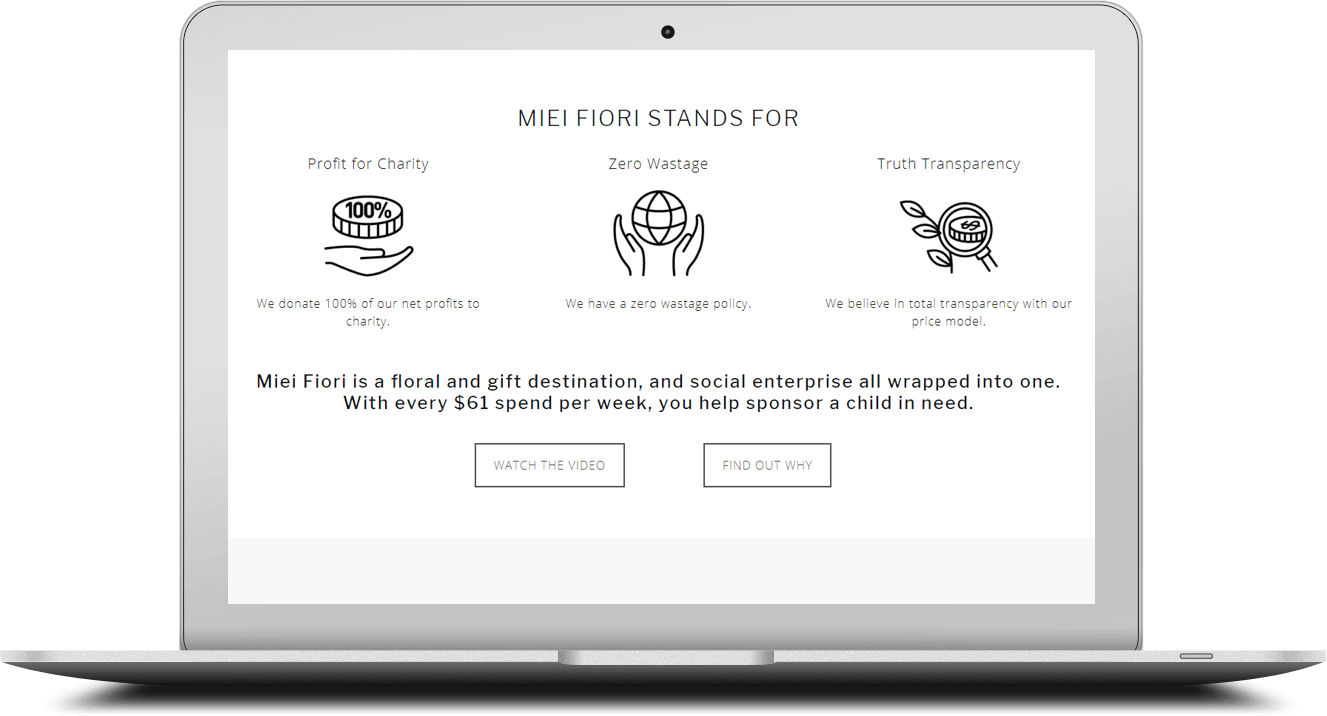 MIEI FIORI STANDS FOR
Profit for Charity
Zero Wastage
Truth Transparency
100%
$
We donate 100% of our net profits to
charity.
We have a zero wastage policy.
We believe in total transparency with our
price model.
Miei Fiori is a floral and gift destination, and social enterprise all wrapped into one.
With every $61 spend per week, you help sponsor a child in need.
WATCH THE VIDEO
FIND OUT WHY